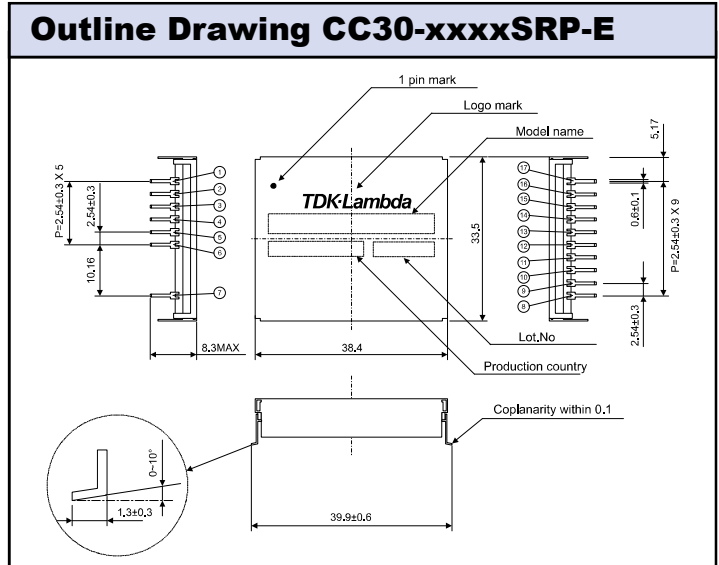 Outline Drawing CC30-xxxxSRP-E
1 pin mark
Logo mark
Model name
TDK·Lambda
Lot.No
Production country
33.5
38.4
8.3MAX
P=2.54±0.3 X 5
2.54±0.3
10.16
1
2
3
4
5
6
7
17
16
15
14
13
12
11
10
9
8
5.17
0.6±0.1
P=2.54±0.3 X 9
2.54±0.3
Coplanarity within 0.1
0~10°
1.3±0.3
39.9±0.6